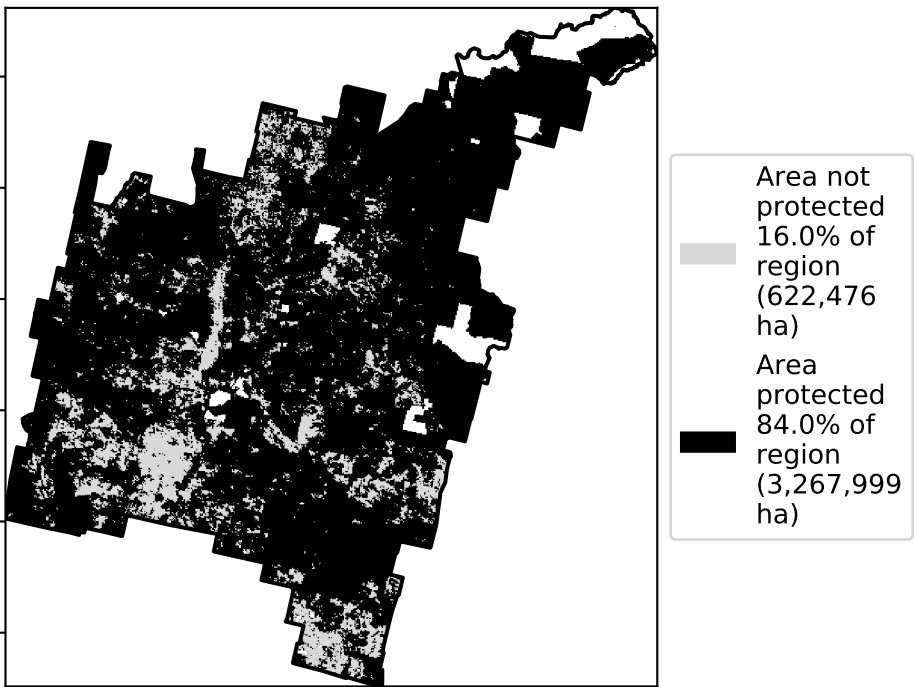 Area not
protected
16.0% of
region
(622,476
ha)
Area
protected
84.0% of
region
(3,267,999
ha)